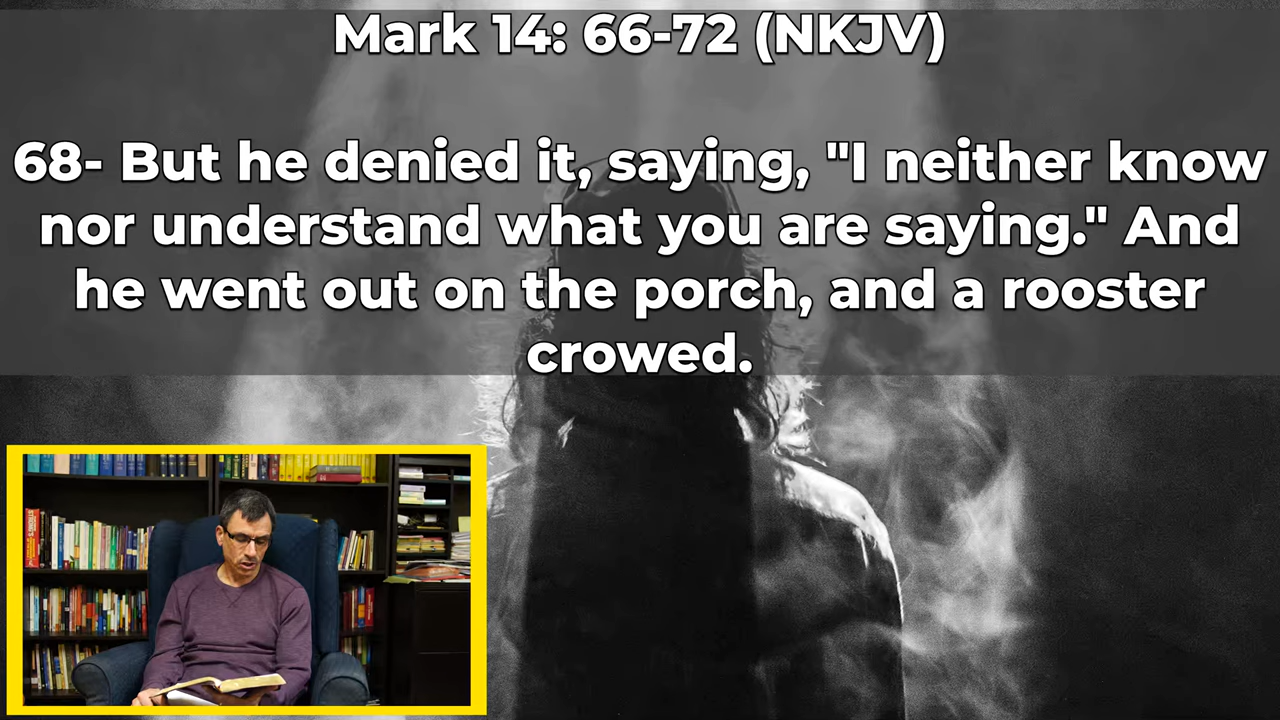 Mark 14: 66-72 (NKJV)
68- But he denied it, saying, "I neither know
nor understand what you are saying." And
he went out on the porch, and a rooster
crowed.